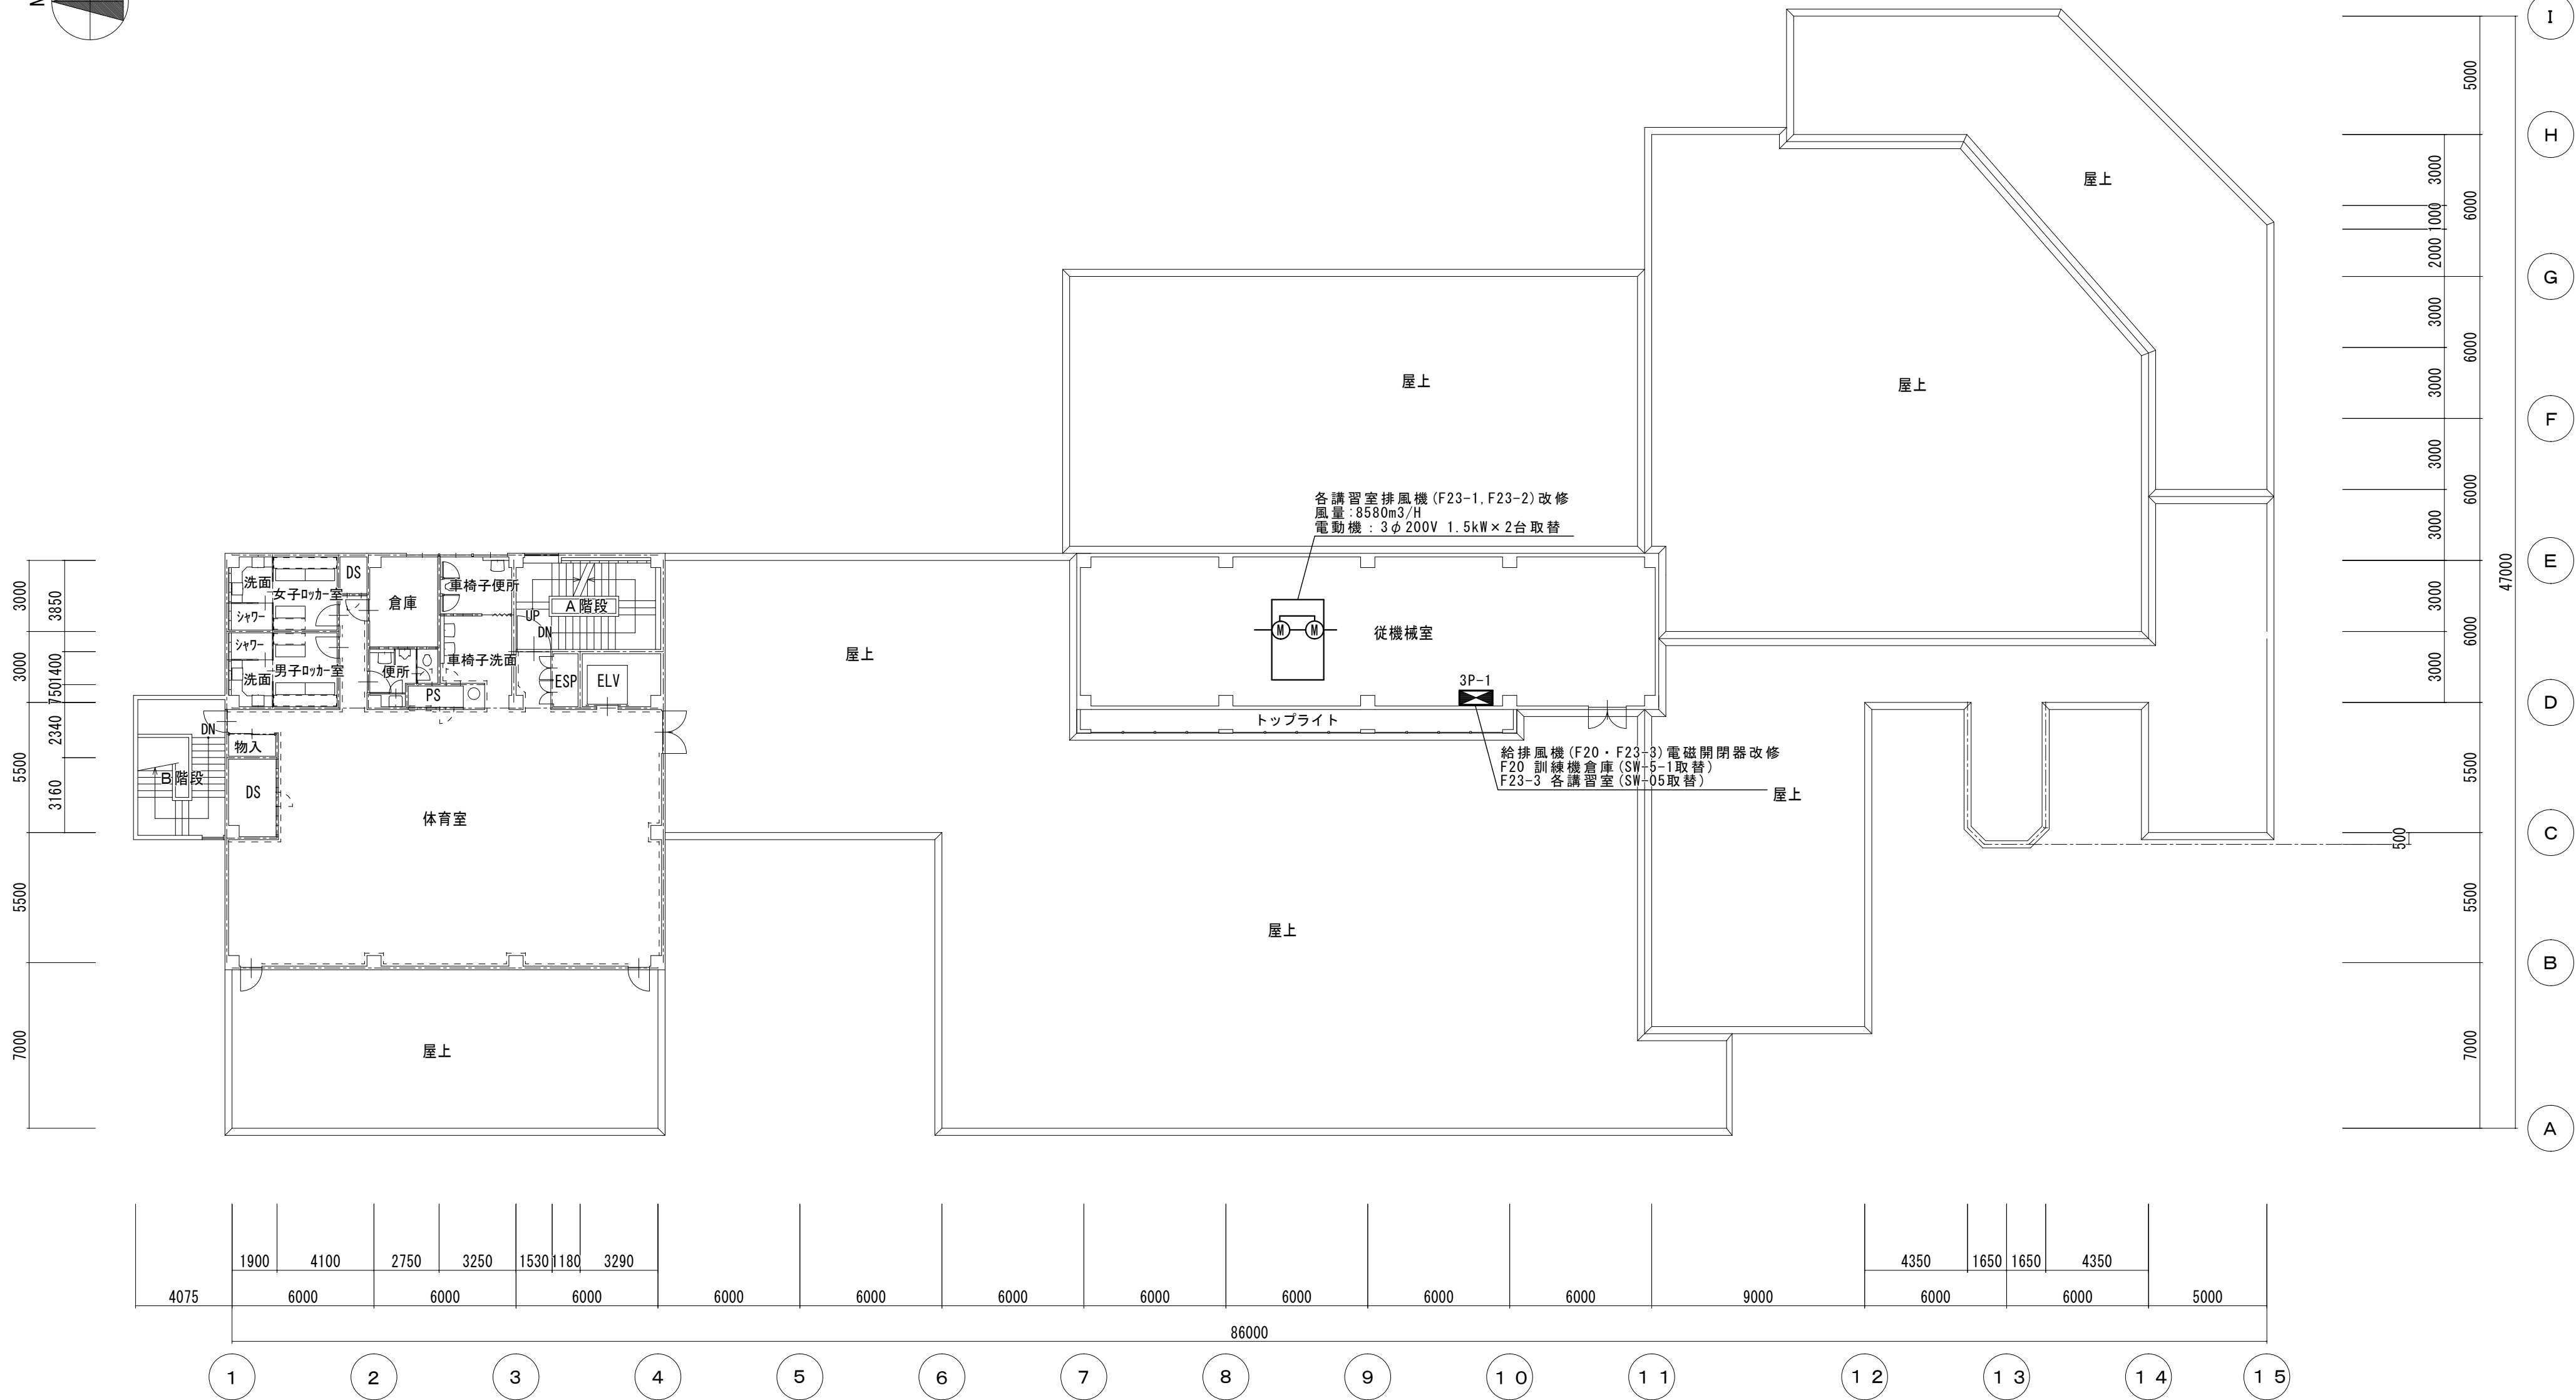 N
I
5000
H
3000
6000
1000
2000
屋上
G
3000
6000
3000
47000
屋上
屋上
F
3000
6000
3000
各講習室排風機(F23-1,F23-2)改修
風量:8580m3/H
電動機:3φ200V 1.5kW×2台取替
E
3000
6000
3000
3000
3850
3000
1400
750
洗面
女子ﾛｯｶｰ室
DS
倉庫
車椅子便所
A階段
ｼｬﾜｰ
UP
DN
ｼｬﾜｰ
男子ﾛｯｶｰ室
洗面
便所
車椅子洗面
PS
ESP
ELV
屋上
M
M
従機械室
3P-1
D
トップライト
DN
物入
B階段
DS
体育室
5500
2340
3160
給排風機(F20・F23-3)電磁開閉器改修
F20 訓練機倉庫(SW-5-1取替)
F23-3 各講習室(SW-05取替)
屋上
5500
C
500
5500
屋上
5500
B
7000
屋上
7000
A
1900
4100
2750
3250
1530
1180
3290
4350
1650
1650
4350
4075
6000
6000
6000
6000
6000
6000
6000
6000
6000
6000
9000
6000
6000
5000
86000
1
2
3
4
5
6
7
8
9
10
11
12
13
14
15